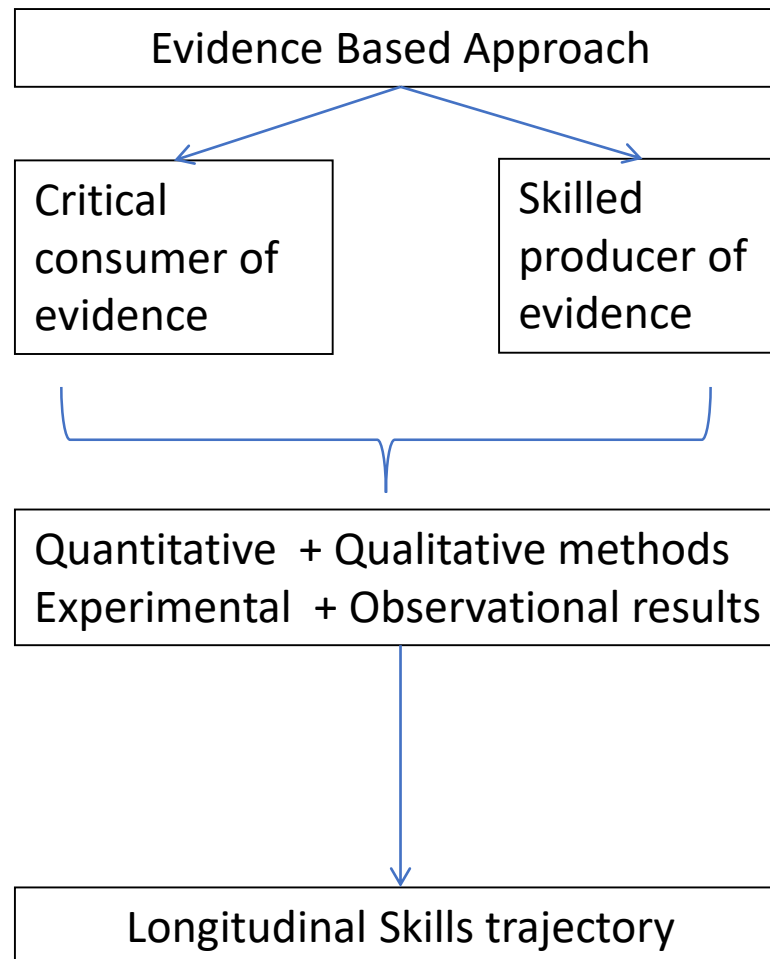 Evidence Based Approach
Critical
consumer of
evidence
Skilled
producer of
evidence
Quantitative + Qualitative methods
Experimental + Observational results
Longitudinal Skills trajectory